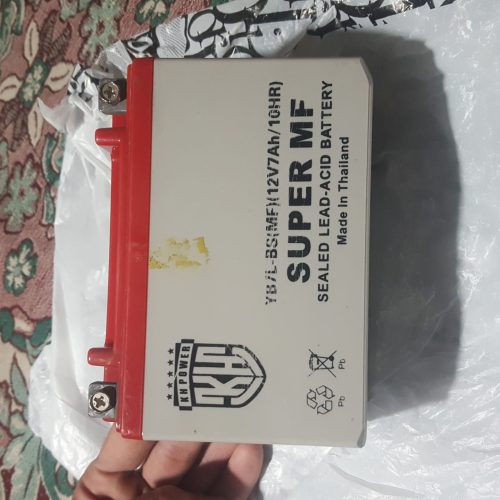 YB7L-BS(MF)(12V7Ah/10HR)
SUPER MF
SEALED LEAD-ACID BATTERY
Made In Thailand
KH POWER
KH
Pb
Pb